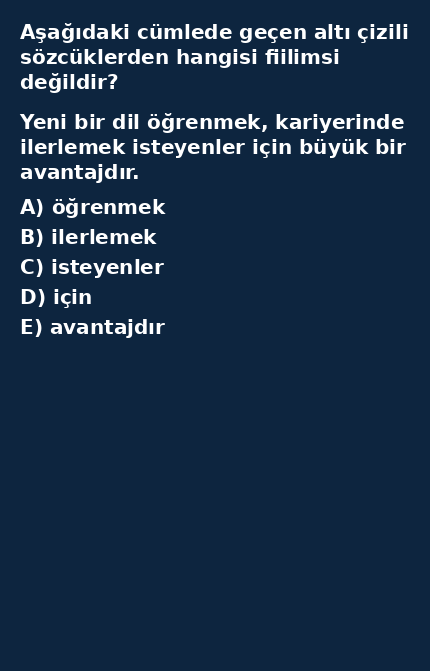 Aşağıdaki cümlede geçen altı çizili
sözcüklerden hangisi fiilimsi
değildir?
Yeni bir dil öğrenmek, kariyerinde
ilerlemek isteyenler için büyük bir
avantajdır.
A) öğrenmek
B) ilerlemek
C) isteyenler
D) için
E) avantajdır